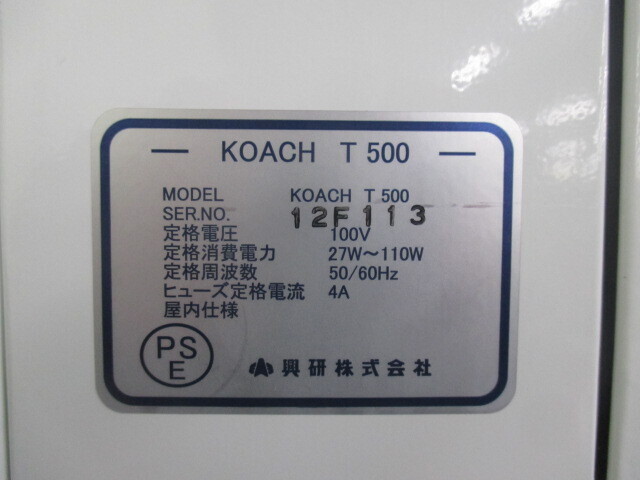 — KOACH T 500 —
MODEL KOACH T 500
SER.NO. 12F113
定格電圧 100V
定格消費電力 27W～110W
定格周波数 50/60Hz
ヒューズ定格電流 4A
屋内仕様
PS
E
興研株式会社